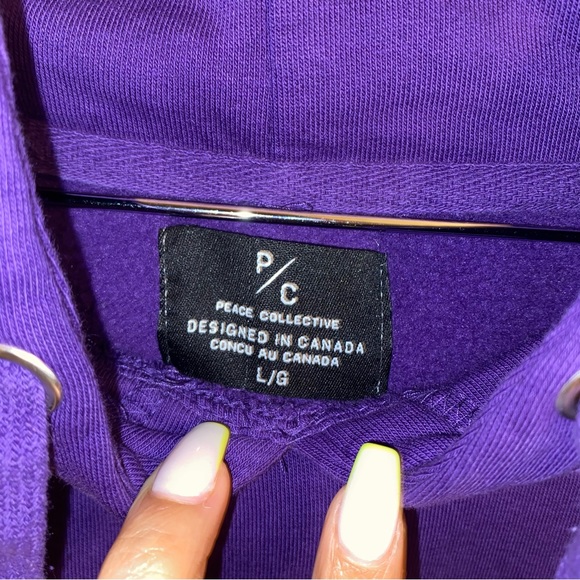 P/C
PEACE COLLECTIVE
DESIGNED IN CANADA
CONCU AU CANADA
L/G